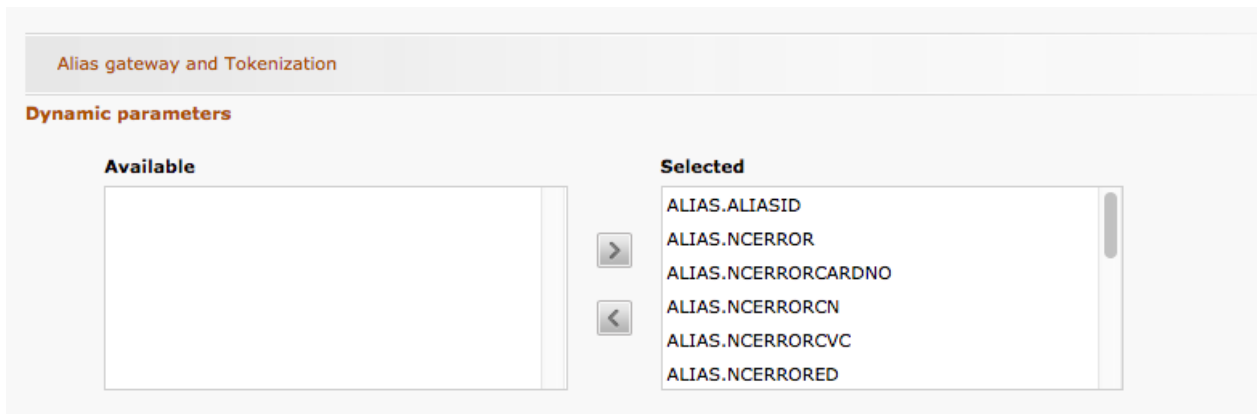 Alias gateway and Tokenization
Dynamic parameters
Available
Selected
ALIAS.ALIASID
ALIAS.NCERROR
ALIAS.NCERRORCARDNO
ALIAS.NCERRORCN
ALIAS.NCERRORCVC
ALIAS.NCERRORED